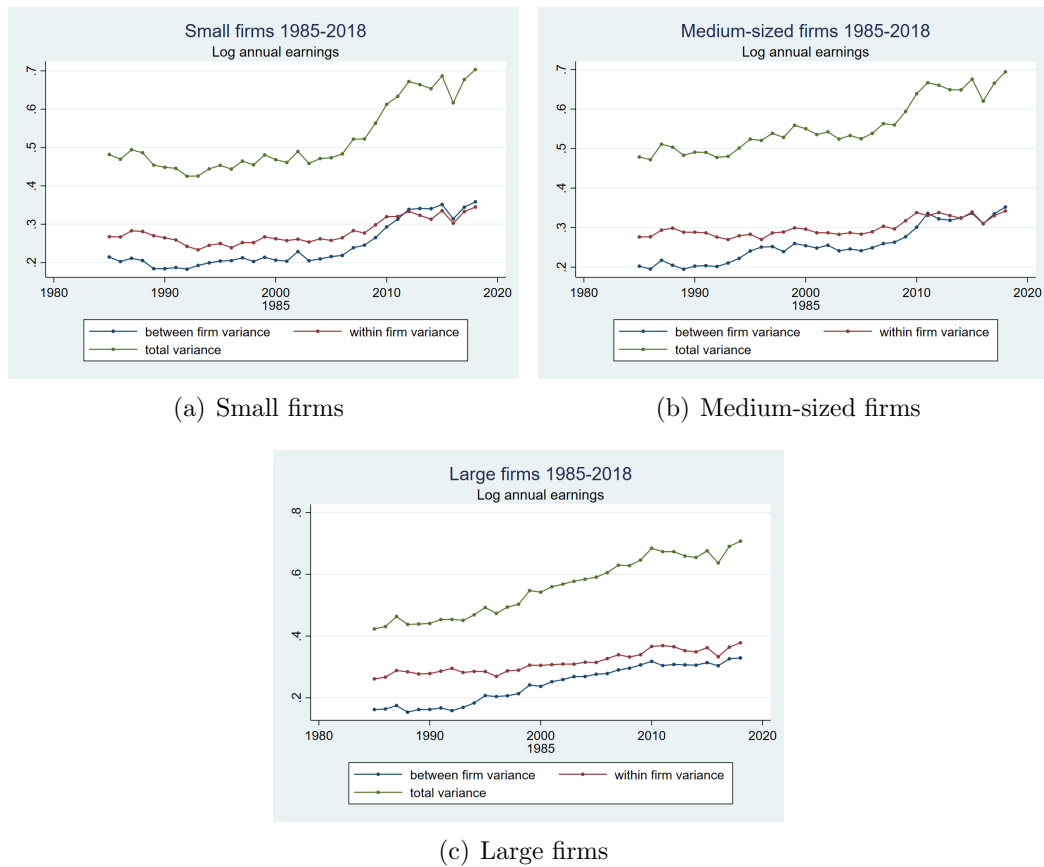 Small firms 1985-2018
Log annual earnings
.7
.6
.5
.4
.3
.2
1980 1990 2000 2010 2020
1985
between firm variance within firm variance
total variance
(a) Small firms
Medium-sized firms 1985-2018
Log annual earnings
.7
.6
.5
.4
.3
.2
1980 1990 2000 2010 2020
1985
between firm variance within firm variance
total variance
(b) Medium-sized firms
Large firms 1985-2018
Log annual earnings
.8
.6
.4
.2
1980 1990 2000 2010 2020
1985
between firm variance within firm variance
total variance
(c) Large firms